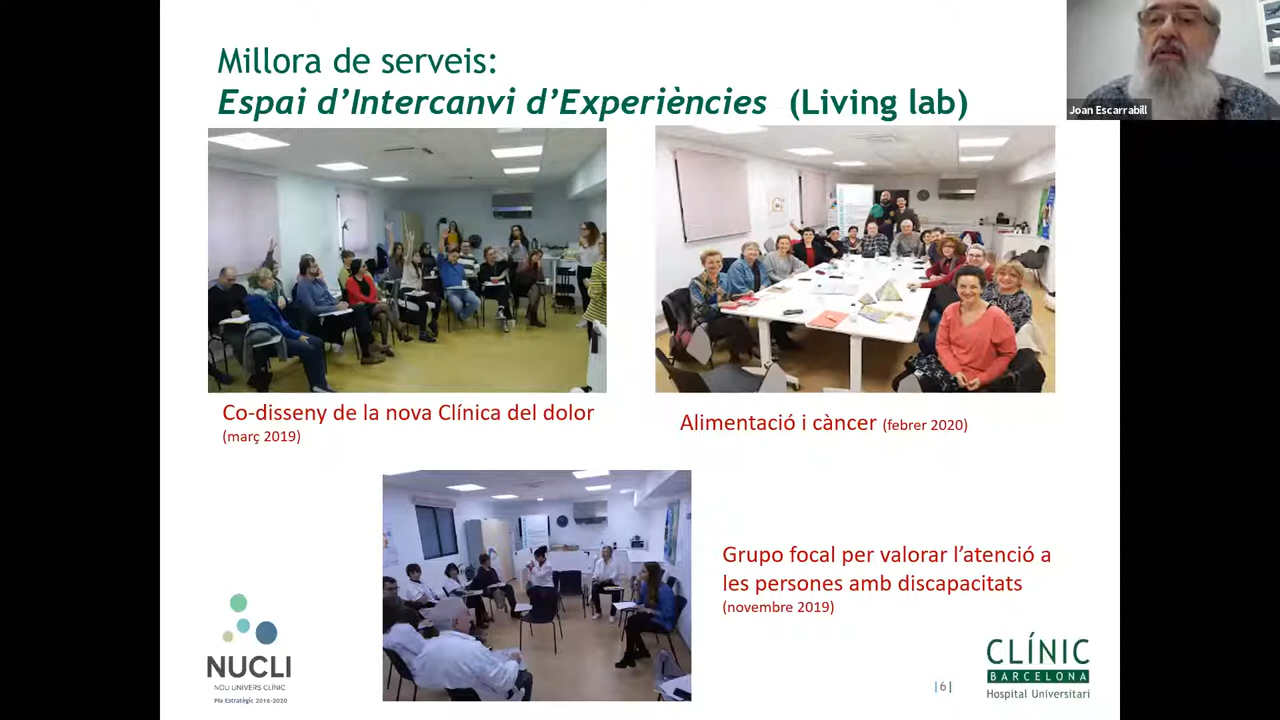 Millora de serveis:
Espai d’Intercanvi d’Experiències (Living lab)
Joan Escarrabill
Co-disseny de la nova Clínica del dolor
(març 2019)
Alimentació i càncer (febrer 2020)
Grupo focal per valorar l’atenció a
les persones amb discapacitats
(novembre 2019)
NUCLI
NOU UNIVERS CLÍNIC
Pla Estratègic 2016-2020
|6|
CLÍNIC
BARCELONA
Hospital Universitari